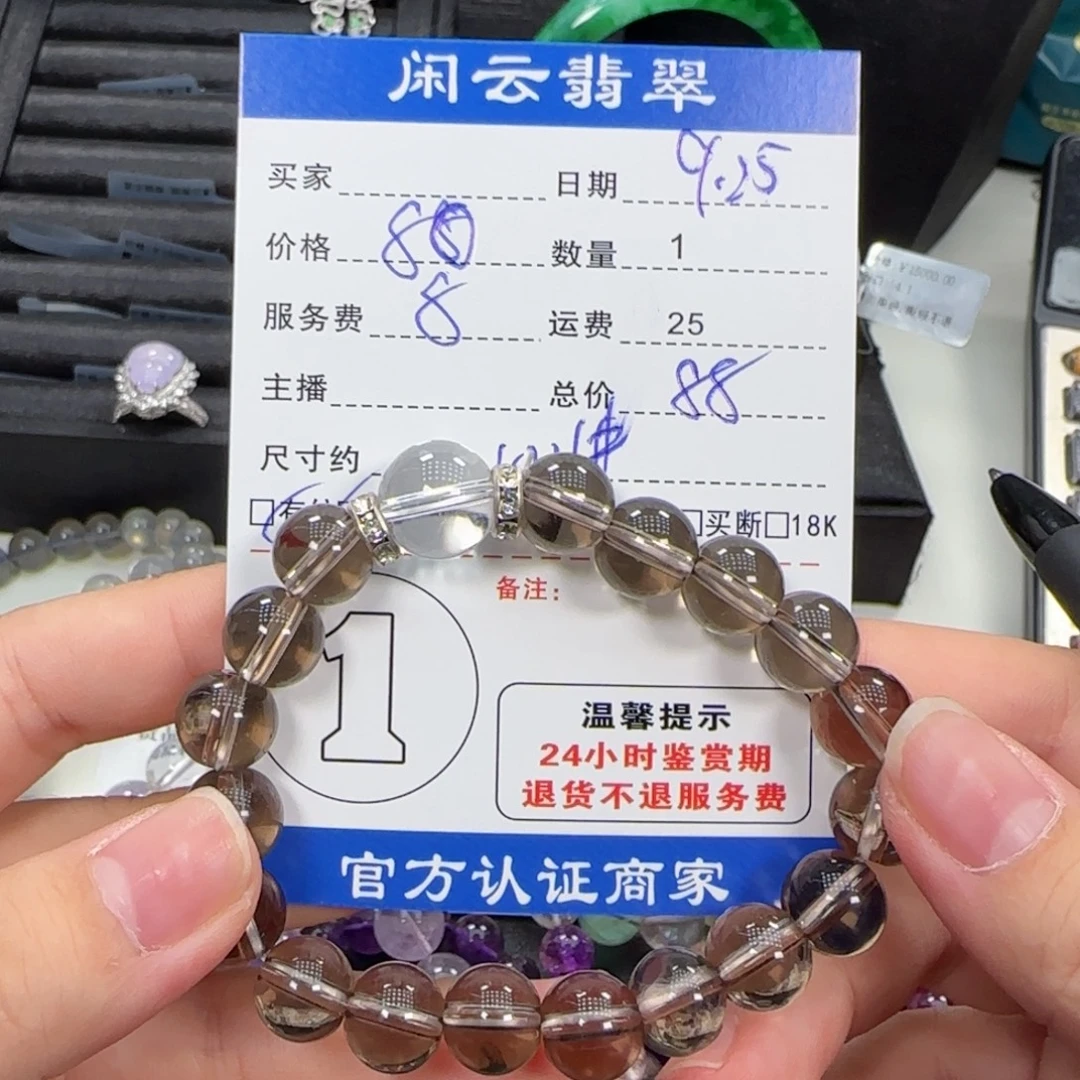 闲云翡翠
买家 日期 9.25
价格 80 数量 1
服务费 8 运费 25
主播 总价 88
尺寸约
买断 18K
备注：
1
温馨提示
24小时鉴赏期
退货不退服务费
官方认证商家